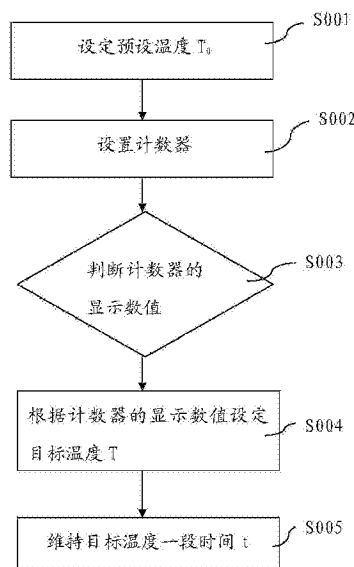 S001
设定预设温度T₀
S002
设置计数器
S003
判断计数器的
显示数值
根据计数器的显示数值设定
目标温度T
S004
S005
维持目标温度一段时间t